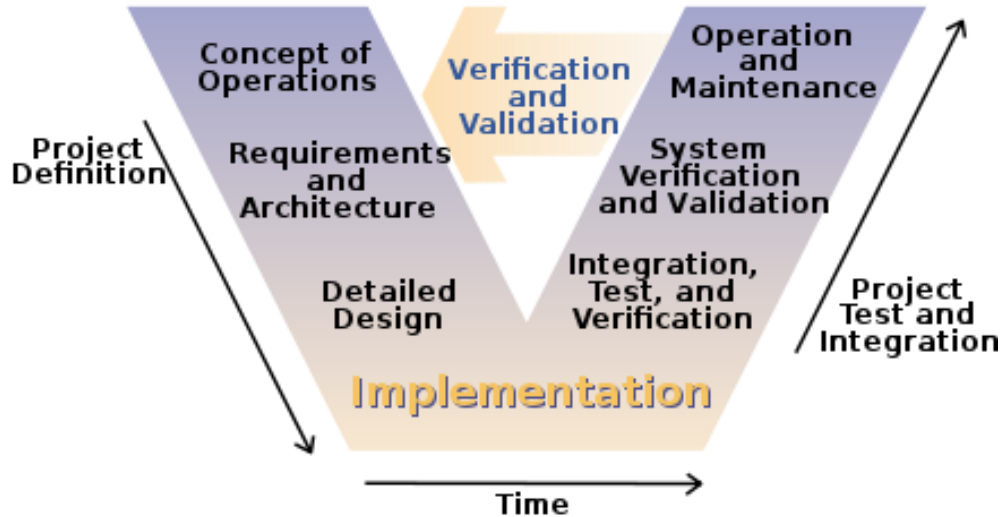 Concept of
Operations
Verification
and
Validation
Operation
and
Maintenance
Project
Definition
Requirements
and
Architecture
System
Verification
and Validation
Detailed
Design
Integration,
Test, and
Verification
Project
Test and
Integration
Implementation
Time